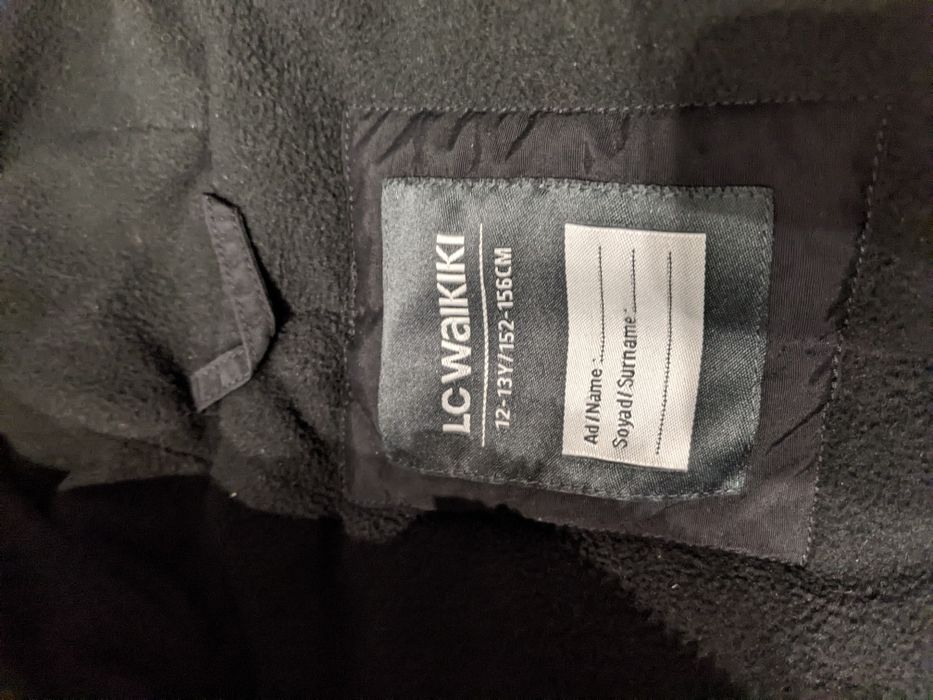 LC WAIKIKI
12-13Y/152-156CM
Ad/Name:
Soyad/Surname: